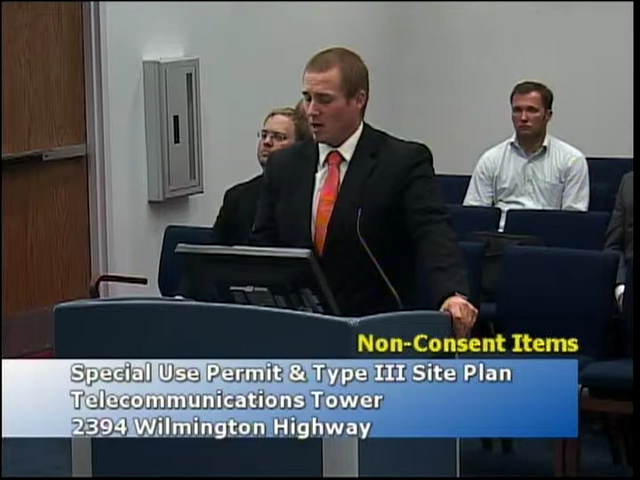 Non-Consent Items
Special Use Permit & Type III Site Plan
Telecommunications Tower
2394 Wilmington Highway